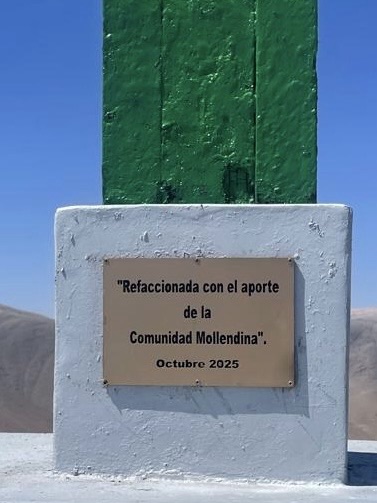 "Refaccionada con el aporte
de la
Comunidad Mollendina".
Octubre 2025